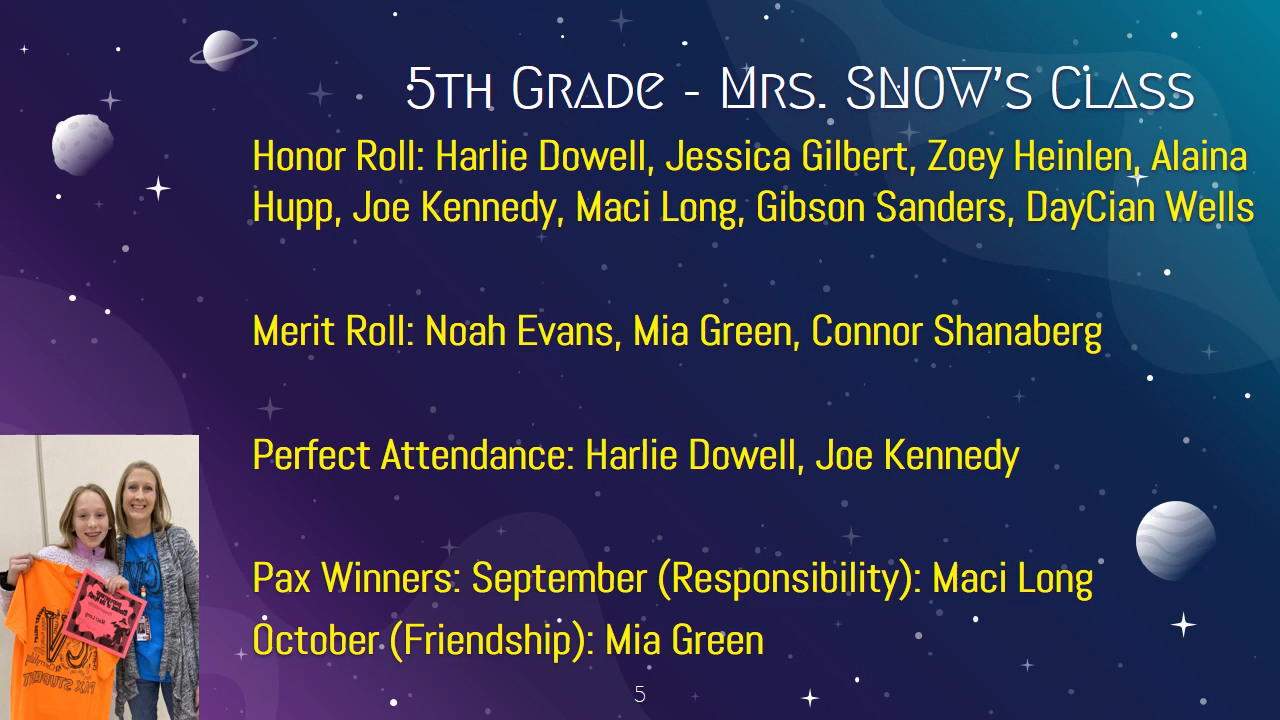 5th Grade - Mrs. SNOW's Class
Honor Roll: Harlie Dowell, Jessica Gilbert, Zoey Heinlen, Alaina
Hupp, Joe Kennedy, Maci Long, Gibson Sanders, DayCian Wells
Merit Roll: Noah Evans, Mia Green, Connor Shanaberg
Perfect Attendance: Harlie Dowell, Joe Kennedy
Pax Winners: September (Responsibility): Maci Long
October (Friendship): Mia Green
PAX STUDENT
5